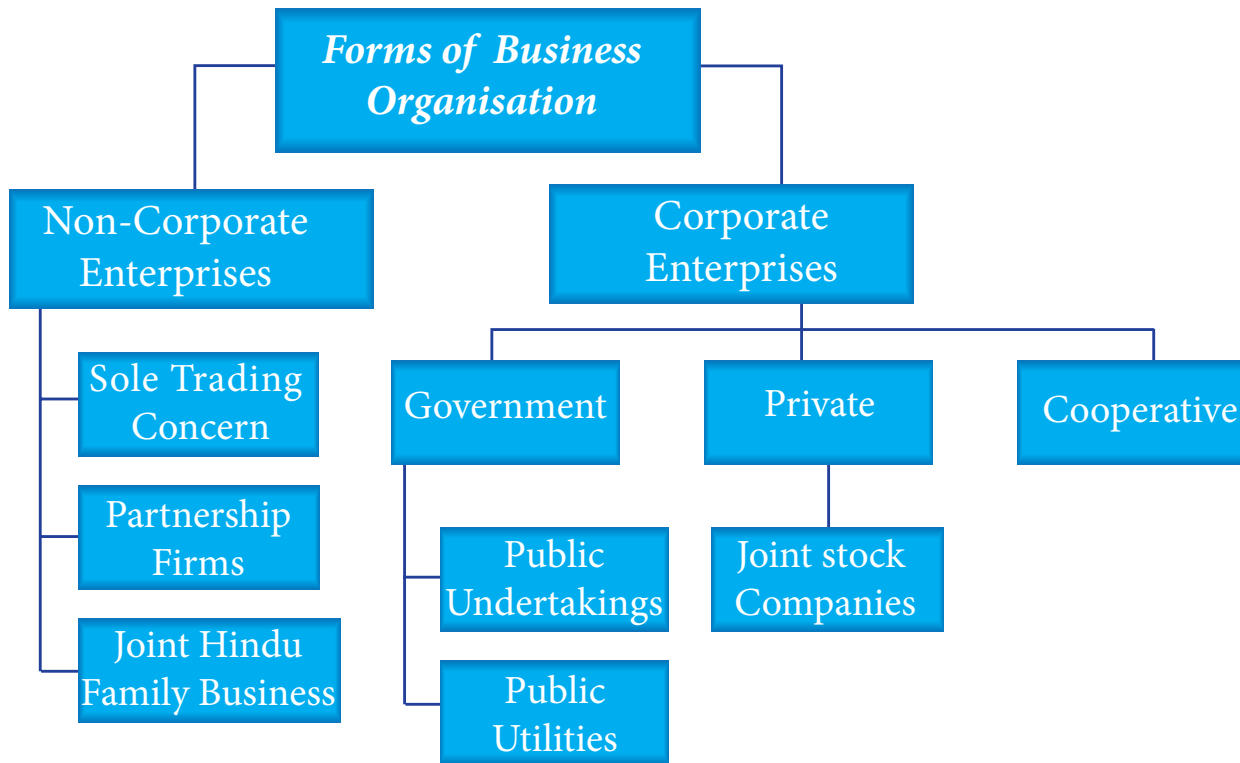 Forms of Business
Organisation
Non-Corporate
Enterprises
Sole Trading
Concern
Partnership
Firms
Joint Hindu
Family Business
Corporate
Enterprises
Government
Public
Undertakings
Public
Utilities
Private
Joint stock
Companies
Cooperative